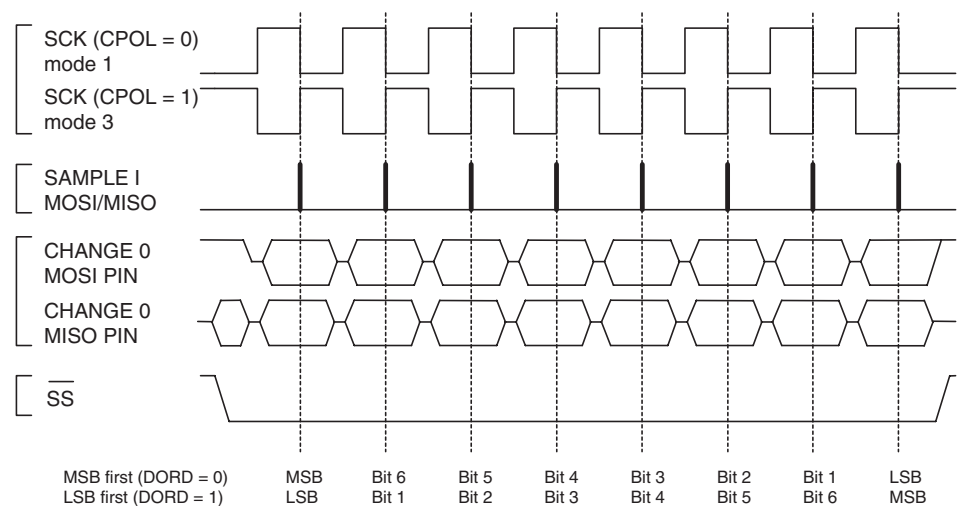 SCK (CPOL = 0)
mode 1
SCK (CPOL = 1)
mode 3
SAMPLE I
MOSI/MISO
CHANGE 0
MOSI PIN
CHANGE 0
MISO PIN
SS
MSB first (DORD = 0) MSB Bit 6 Bit 5 Bit 4 Bit 3 Bit 2 Bit 1 LSB
LSB first (DORD = 1) LSB Bit 1 Bit 2 Bit 3 Bit 4 Bit 5 Bit 6 MSB